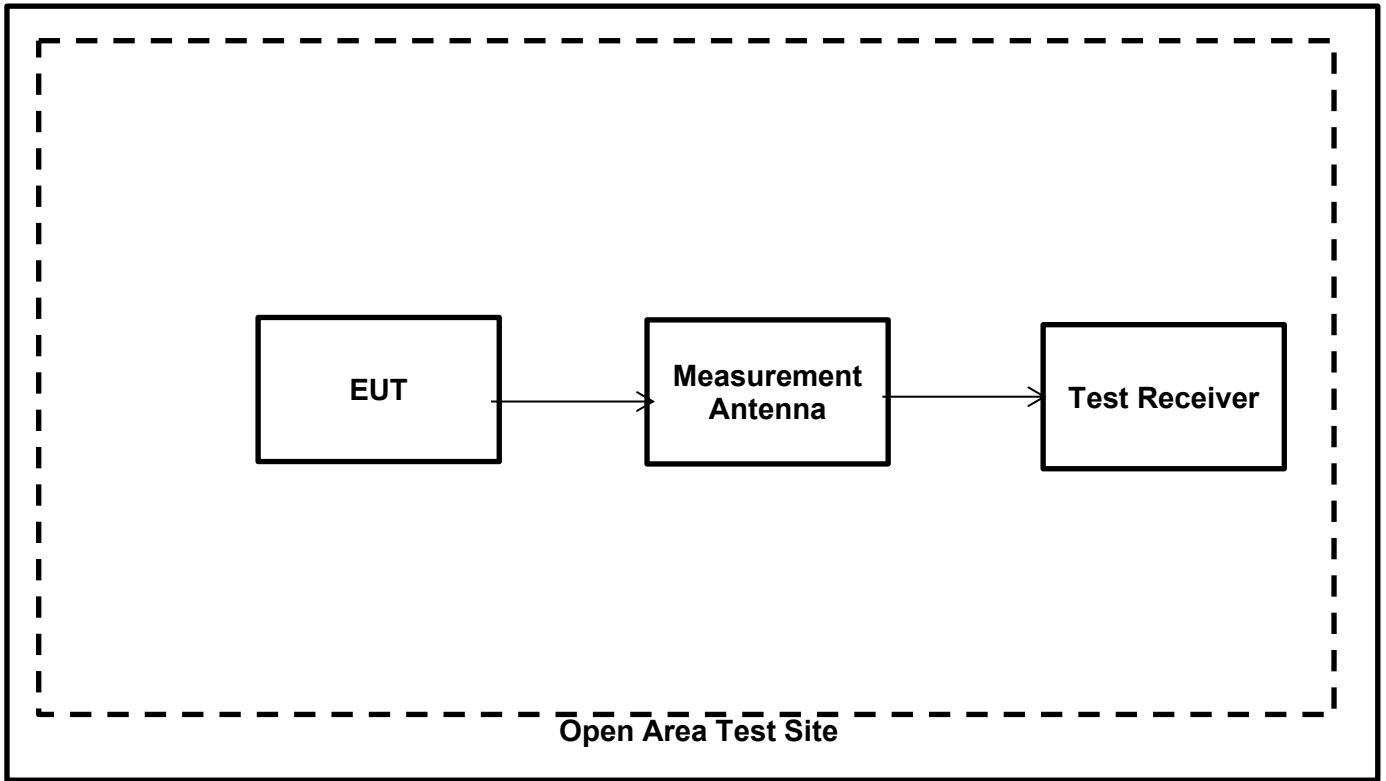 EUT
Measurement
Antenna
Test Receiver
Open Area Test Site